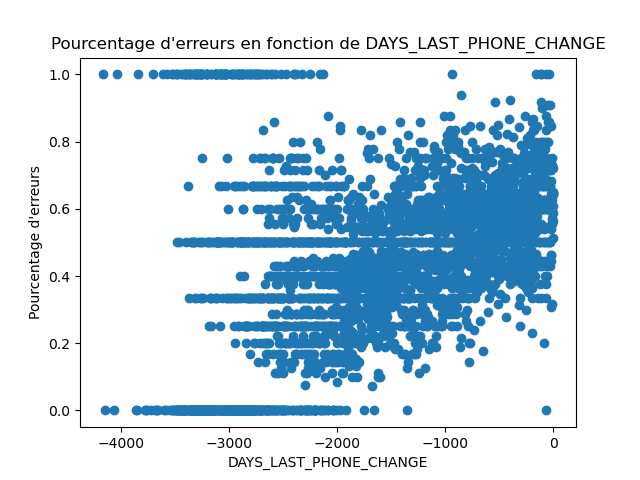 Pourcentage d'erreurs en fonction de DAYS_LAST_PHONE_CHANGE
1.0
0.8
0.6
0.4
0.2
0.0
Pourcentage d'erreurs
−4000 −3000 −2000 −1000 0
DAYS_LAST_PHONE_CHANGE